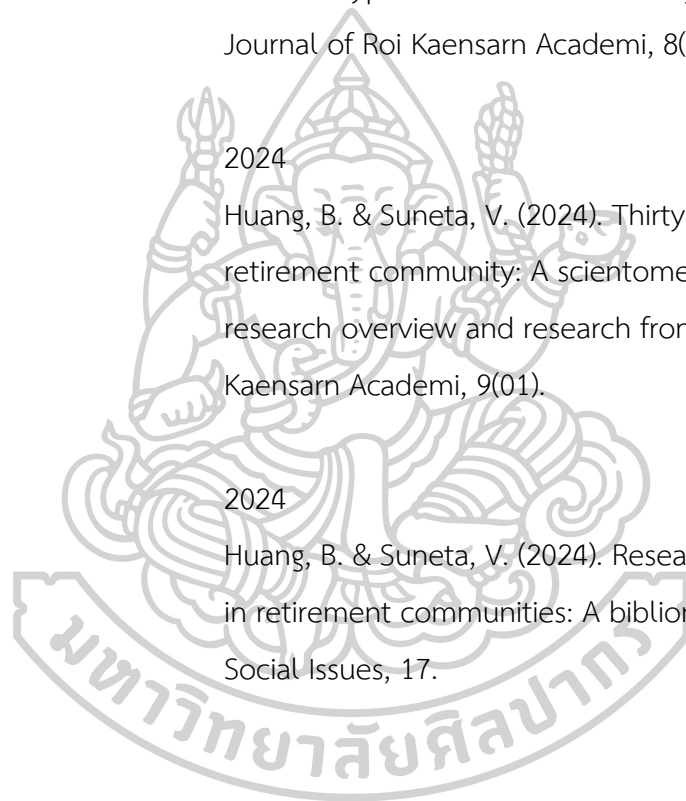 Journal of Roi Kaensarn Academi, 8(
2024
Huang, B. & Suneta, V. (2024). Thirty
retirement community: A scientome
research overview and research fron
Kaensarn Academi, 9(01).
2024
Huang, B. & Suneta, V. (2024). Resea
in retirement communities: A biblion
Social Issues, 17.
มหาวิทยาลัยศิลปากร